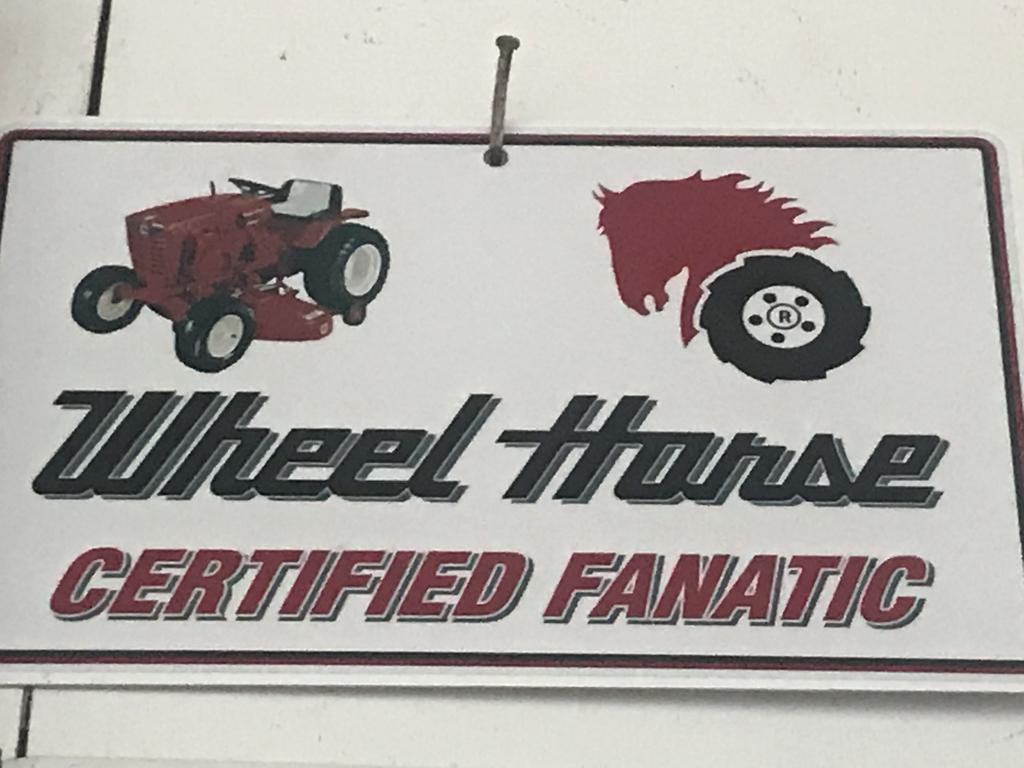 R
Wheel Horse
CERTIFIED FANATIC